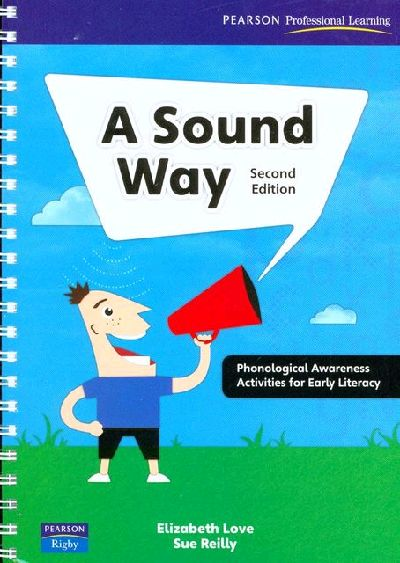 PEARSON Professional Learning
A Sound
Way
Second
Edition
Phonological Awareness
Activities for Early Literacy
Elizabeth Love
Sue Reilly
PEARSON
Rigby